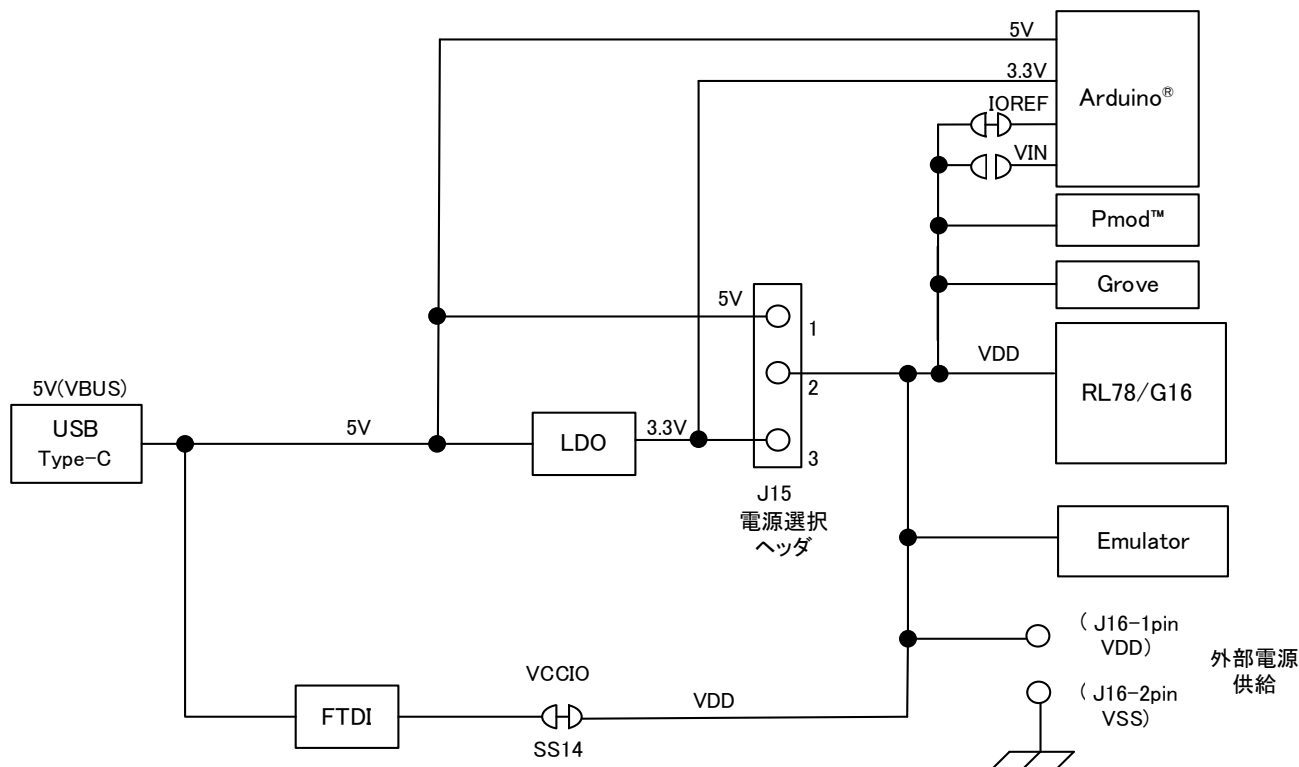 5V
3.3V
IOREF
VIN
Arduino®
Pmod™
Grove
5V
1
2
3
VDD
RL78/G16
5V(VBUS)
USB
Type-C
5V
LDO
3.3V
J15
電源選択
ヘッダ
Emulator
( J16-1pin
VDD)
外部電源
供給
( J16-2pin
VSS)
FTDI
VCCIO
SS14
VDD